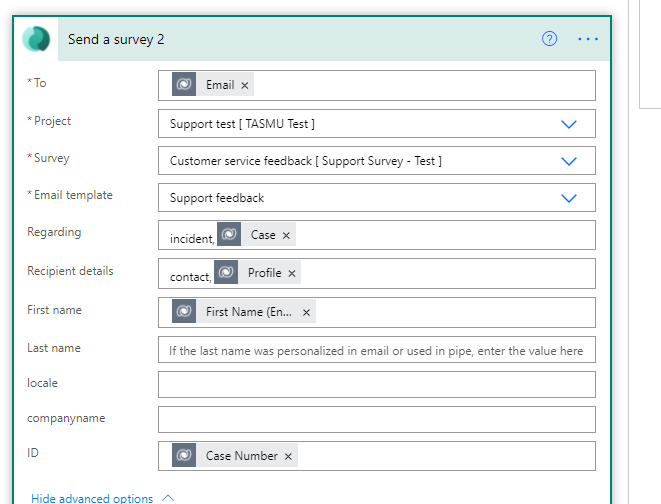 Send a survey 2
* To
Email ×
* Project
Support test [ TASMU Test ]
* Survey
Customer service feedback [ Support Survey - Test ]
* Email template
Support feedback
Regarding
incident, Case ×
Recipient details
contact, Profile ×
First name
First Name (En... ×
Last name
If the last name was personalized in email or used in pipe, enter the value here
locale
companyname
ID
Case Number ×
Hide advanced options